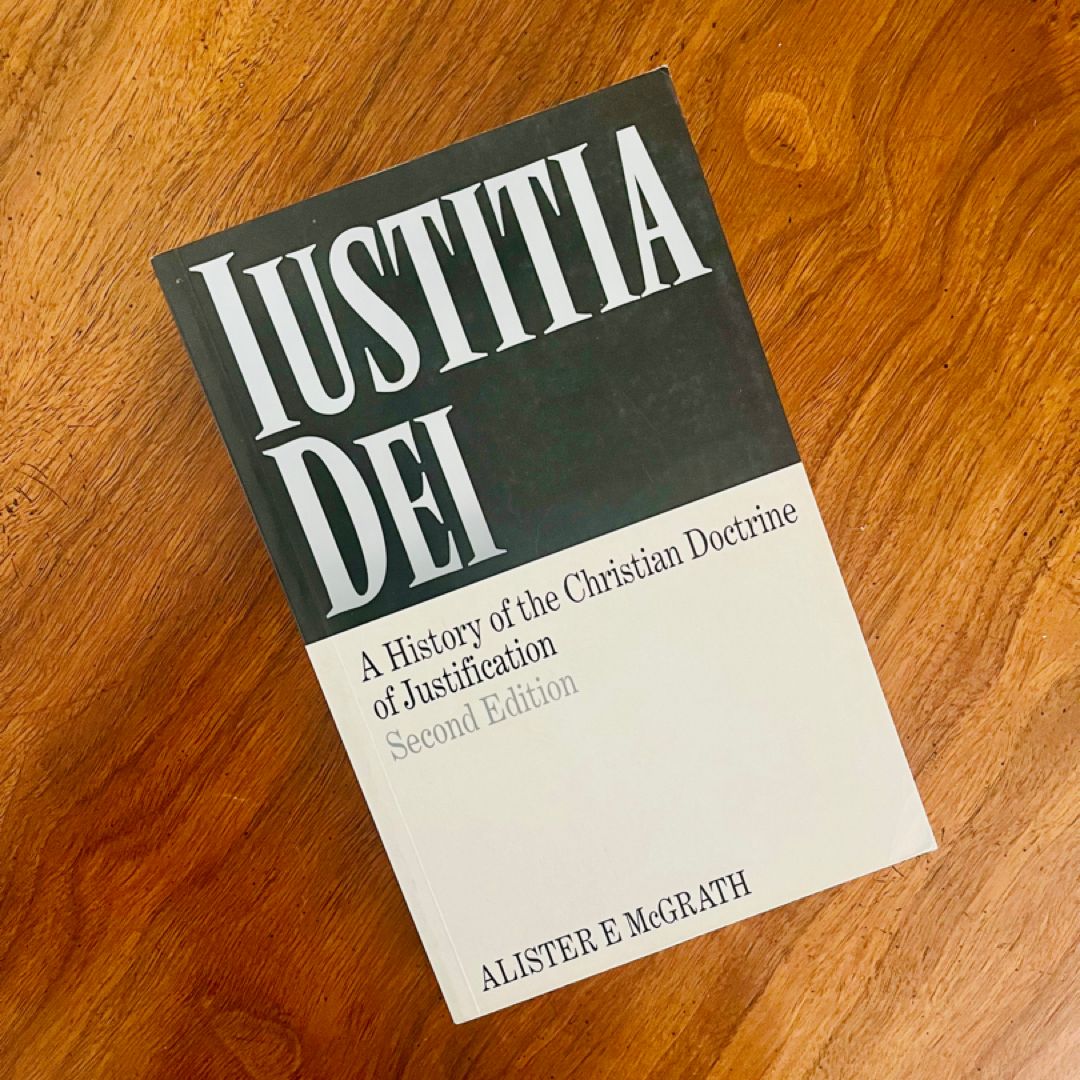 IUSTITIA
DEI
A History of the Christian Doctrine
of Justification
Second Edition
ALISTER E McGRATH